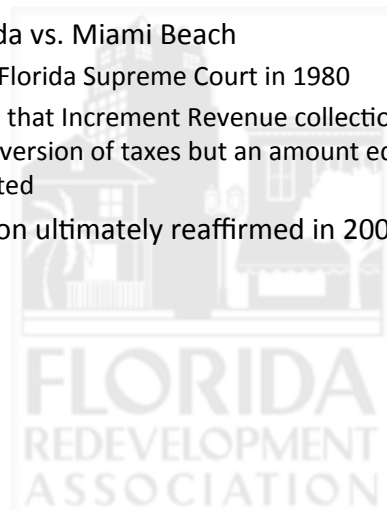 da vs. Miami Beach
Florida Supreme Court in 1980
that Increment Revenue collectio
version of taxes but an amount ec
ted
on ultimately reaffirmed in 200
FLORIDA
REDEVELOPMENT
ASSOCIATION